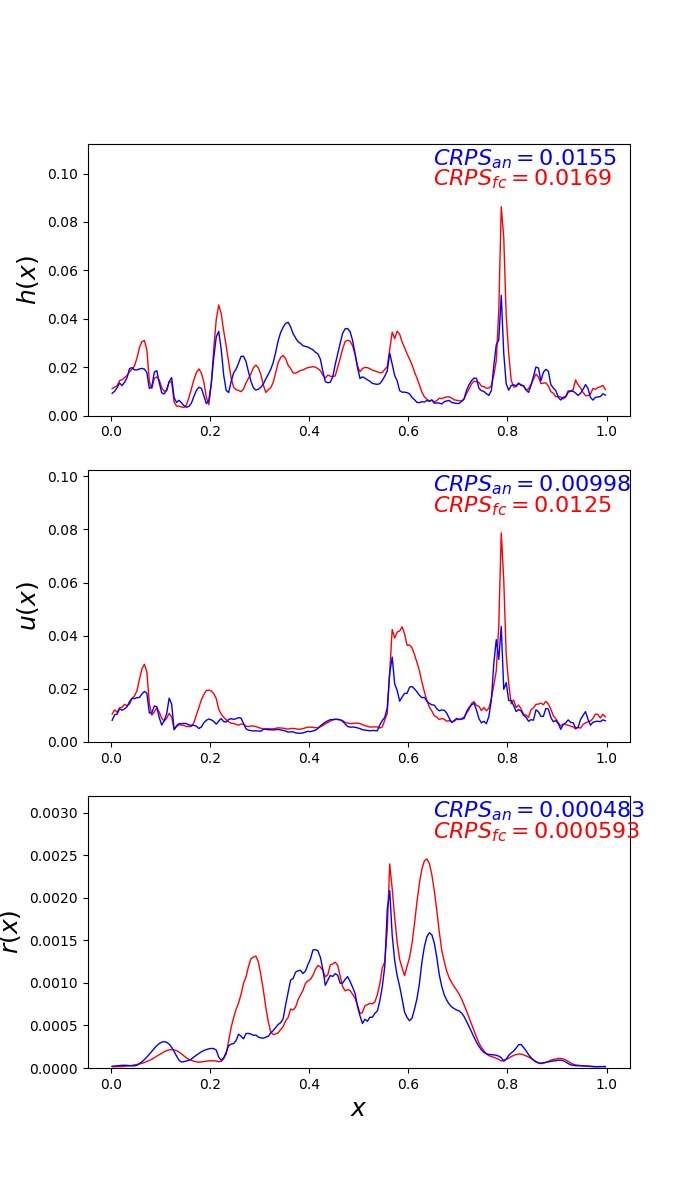 CRPS_an = 0.0155
CRPS_fc = 0.0169
0.10
0.08
0.06
0.04
0.02
0.00
h(x)
0.0 0.2 0.4 0.6 0.8 1.0
CRPS_an = 0.00998
CRPS_fc = 0.0125
0.10
0.08
0.06
0.04
0.02
0.00
u(x)
0.0 0.2 0.4 0.6 0.8 1.0
CRPS_an = 0.000483
CRPS_fc = 0.000593
0.0030
0.0025
0.0020
0.0015
0.0010
0.0005
0.0000
r(x)
0.0 0.2 0.4 0.6 0.8 1.0
x